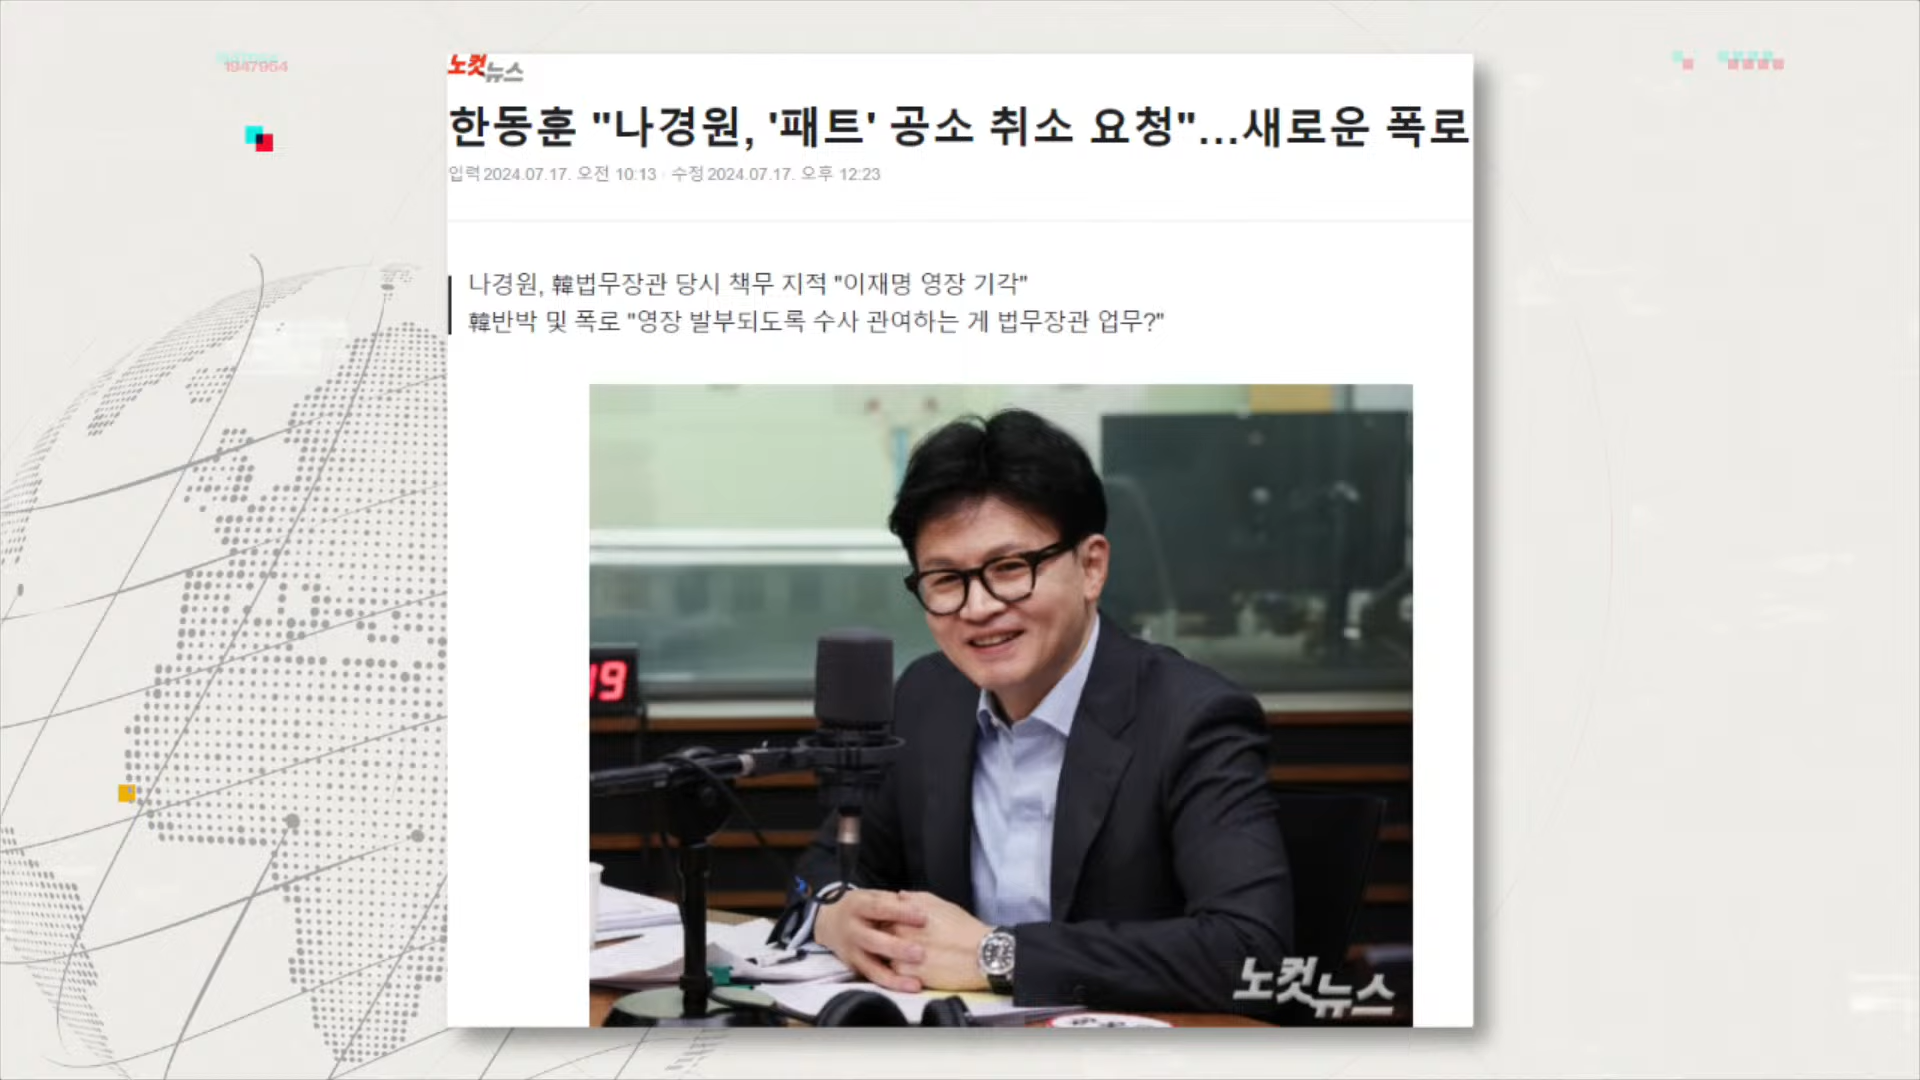 1947954
노컷뉴스
한동훈 "나경원, '패트' 공소 취소 요청"...새로운 폭로
입력 2024.07.17. 오전 10:13 · 수정 2024.07.17. 오후 12:23
나경원, 韓법무장관 당시 책무 지적 "이재명 영장 기각"
韓반박 및 폭로 "영장 발부되도록 수사 관여하는 게 법무장관 업무?"
19
노컷뉴스